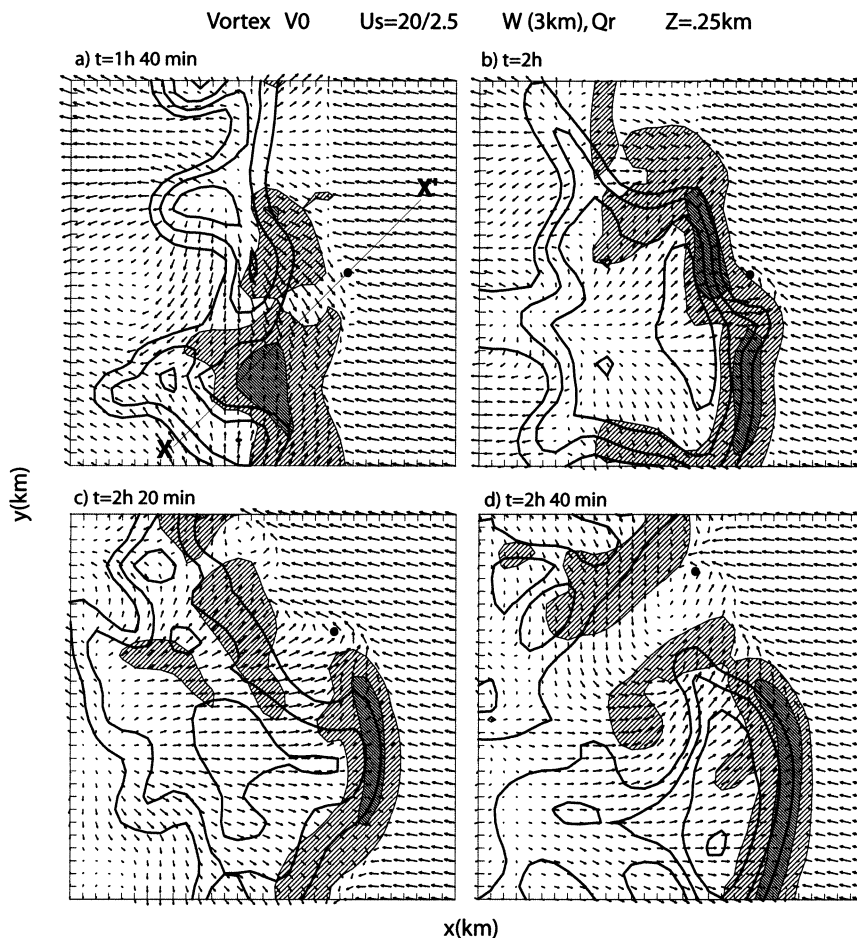 Vortex V0 Us=20/2.5 W (3km), Qr Z=.25km
a) t=1h 40 min
b) t=2h
X'
X
y(km)
c) t=2h 20 min
d) t=2h 40 min
x(km)